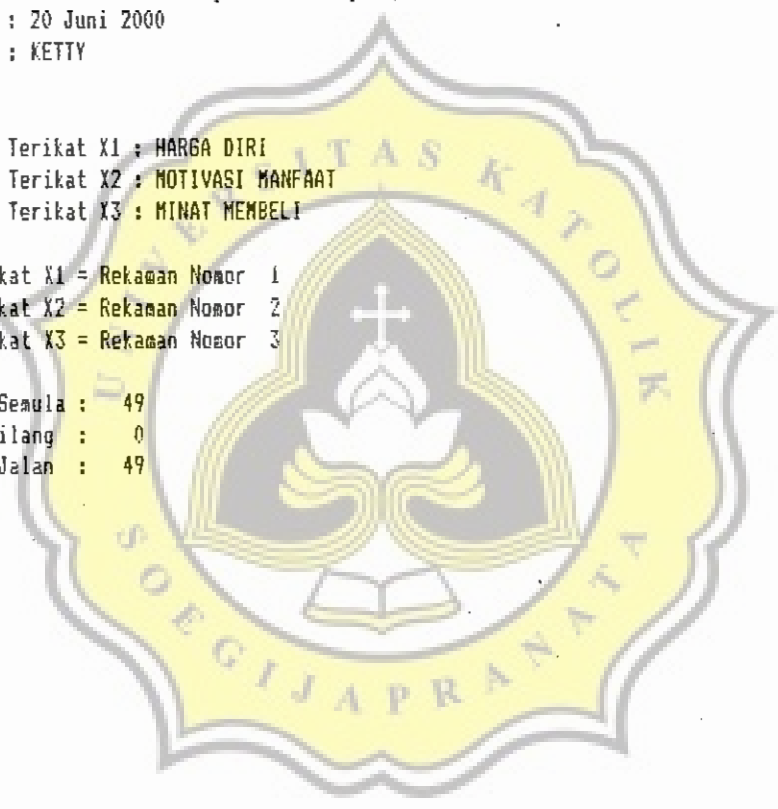 : 20 Juni 2000
: KETTY
Terikat X1 : HARGA DIRI
Terikat X2 : MOTIVASI MANFAAT
Terikat X3 : MINAT MEMBELI
kat X1 = Rekaman Nomor 1
kat X2 = Rekaman Nomor 2
kat X3 = Rekaman Nomor 3
Semula : 49
ilang : 0
Jalan : 49
UNIVERSITAS KATOLIK
SOEGIJAPRANATA